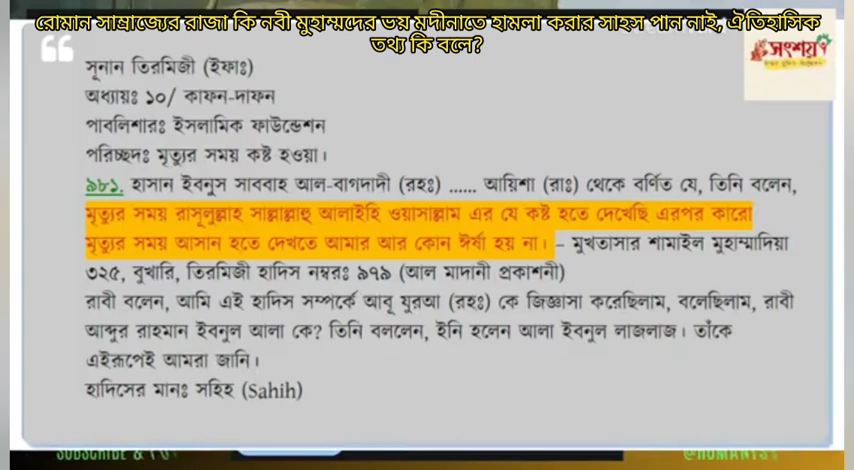 রোমান সাম্রাজ্যের রাজা কি নবী মুহাম্মদের ভয় মদীনাতে হামলা করার সাহস পান নাই, ঐতিহাসিক
তথ্য কি বলে?
সংশয়
সূনান তিরমিজী (ইফাঃ)
অধ্যায়ঃ ১০/ কাফন-দাফন
পাবলিশারঃ ইসলামিক ফাউন্ডেশন
পরিচ্ছদঃ মৃত্যুর সময় কষ্ট হওয়া।
৯৮১. হাসান ইবনুস সাববাহ আল-বাগদাদী (রহঃ) ...... আয়িশা (রাঃ) থেকে বর্ণিত যে, তিনি বলেন,
মৃত্যুর সময় রাসূলুল্লাহ সাল্লাল্লাহু আলাইহি ওয়াসাল্লাম এর যে কষ্ট হতে দেখেছি এরপর কারো
মৃত্যুর সময় আসান হতে দেখতে আমার আর কোন ঈর্ষা হয় না। – মুখতাসার শামাইল মুহাম্মাদিয়া
৩২৫, বুখারি, তিরমিজী হাদিস নম্বরঃ ৯৭৯ (আল মাদানী প্রকাশনী)
রাবী বলেন, আমি এই হাদিস সম্পর্কে আবূ যুরআ (রহঃ) কে জিজ্ঞাসা করেছিলাম, বলেছিলাম, রাবী
আব্দুর রাহমান ইবনুল আলা কে? তিনি বললেন, ইনি হলেন আলা ইবনুল লাজলাজ। তাঁকে
এইরূপেই আমরা জানি।
হাদিসের মানঃ সহিহ (Sahih)
SUBSCRIBE &